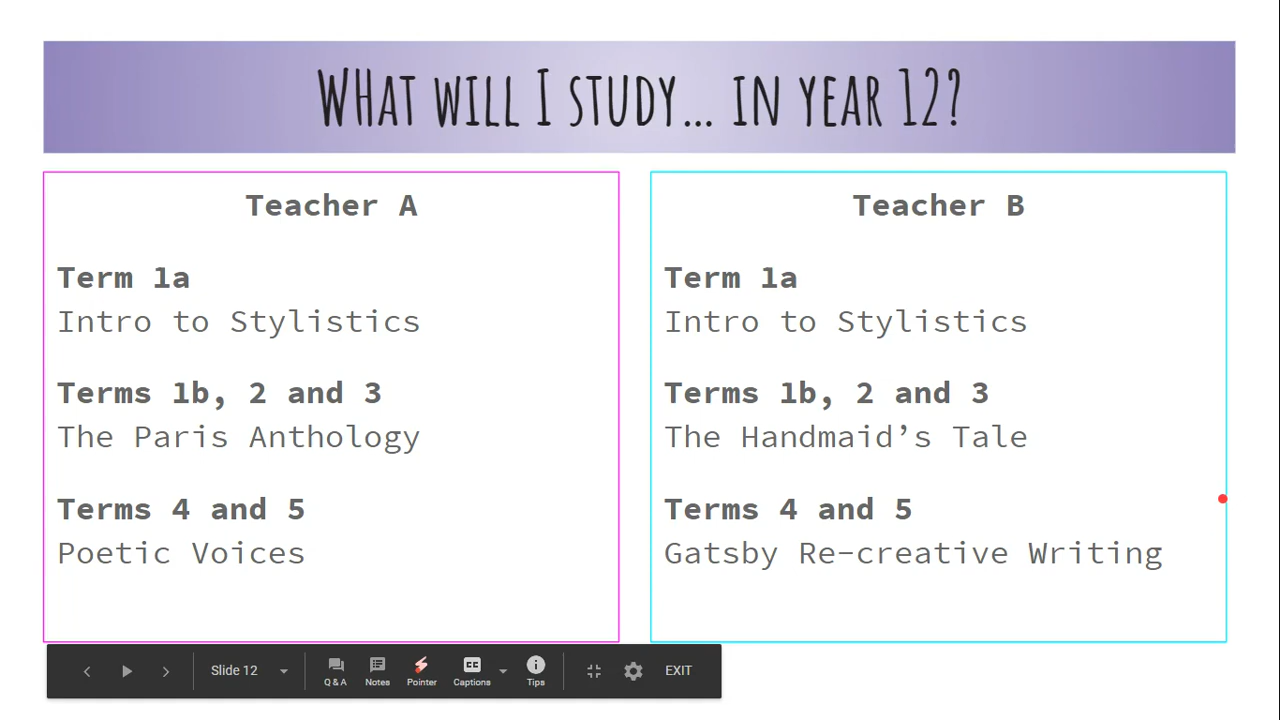 WHAT WILL I STUDY... IN YEAR 12?
Teacher A
Term 1a
Intro to Stylistics
Terms 1b, 2 and 3
The Paris Anthology
Terms 4 and 5
Poetic Voices
Teacher B
Term 1a
Intro to Stylistics
Terms 1b, 2 and 3
The Handmaid’s Tale
Terms 4 and 5
Gatsby Re-creative Writing
Slide 12
Q & A
Notes
Pointer
CC
Captions
Tips
EXIT